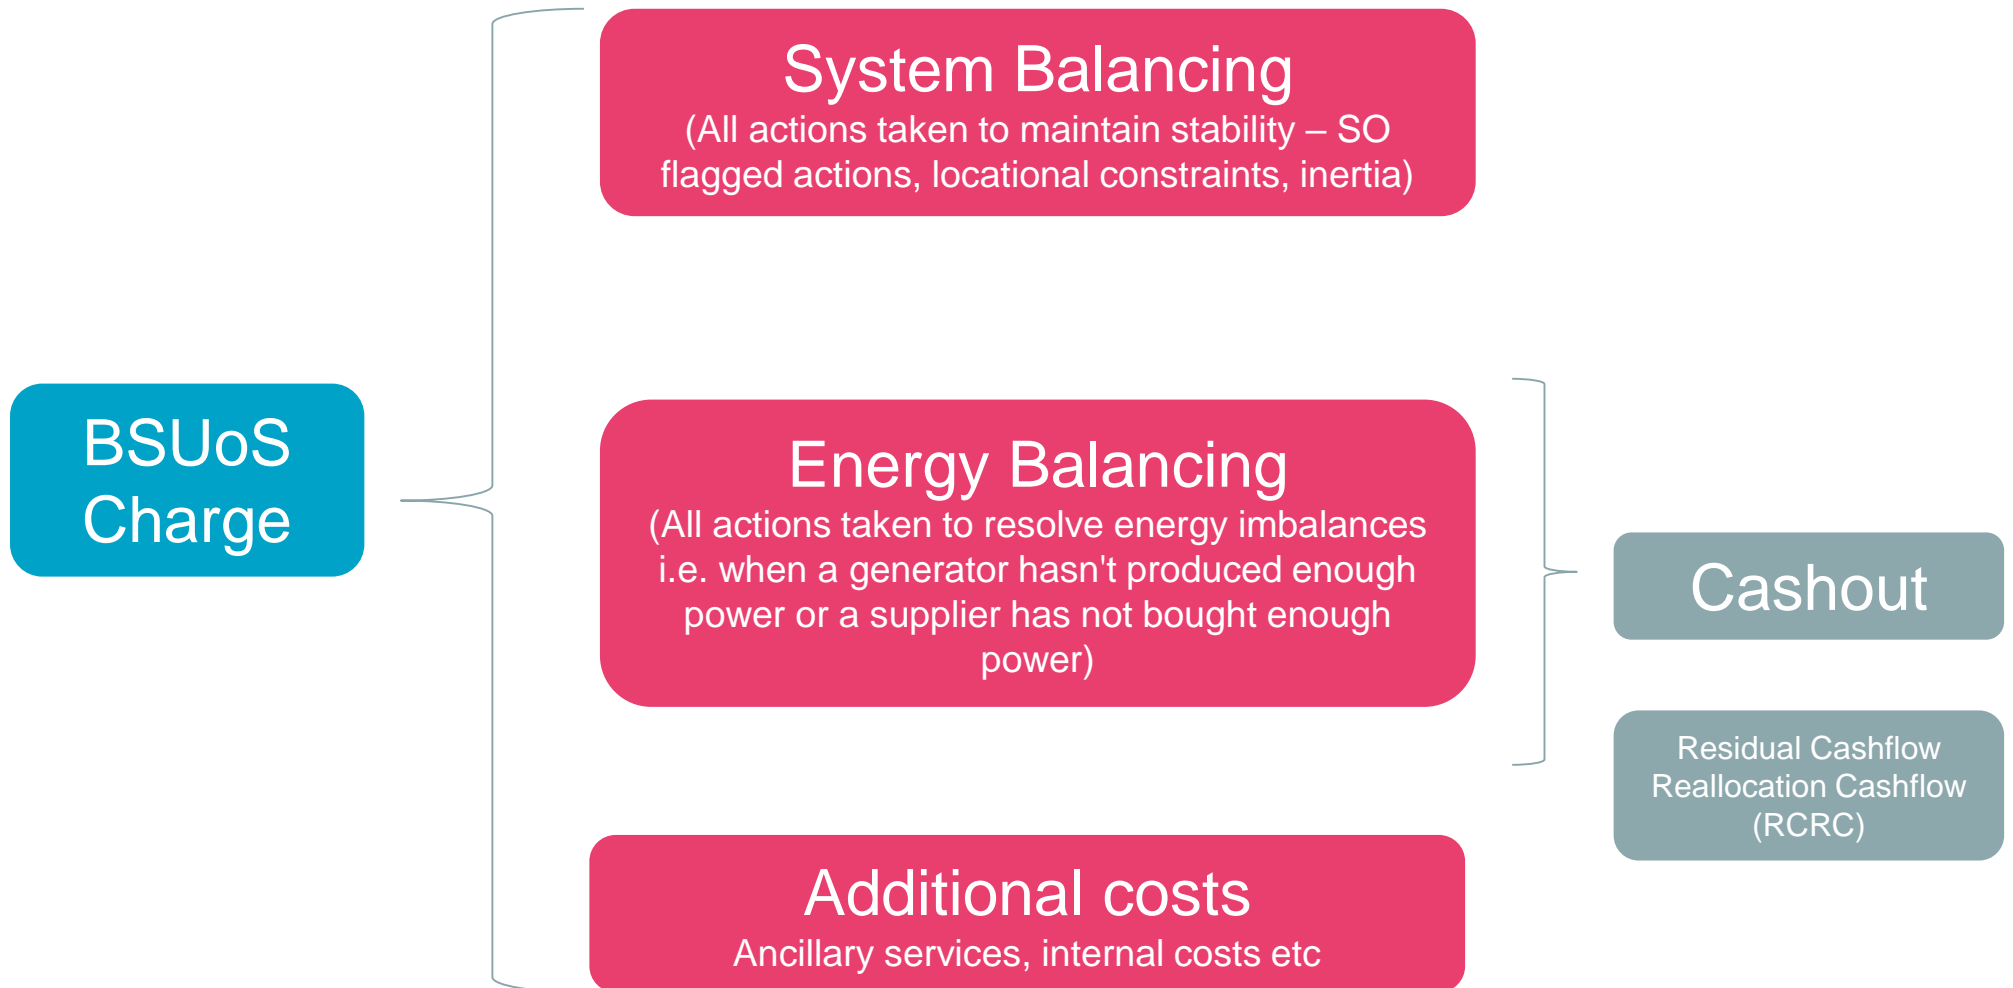 System Balancing
(All actions taken to maintain stability – SO
flagged actions, locational constraints, inertia)
BSUoS
Charge
Energy Balancing
(All actions taken to resolve energy imbalances
i.e. when a generator hasn't produced enough
power or a supplier has not bought enough
power)
Cashout
Residual Cashflow
Reallocation Cashflow
(RCRC)
Additional costs
Ancillary services, internal costs etc